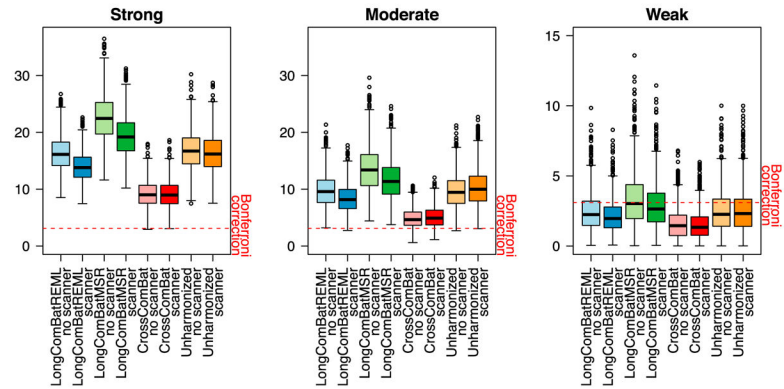 Strong
30
20
10
0
Bonferroni
correction
LongComBatREML
no scanner
LongComBatREML
scanner
LongComBatMSR
no scanner
LongComBatMSR
scanner
CrossComBat
no scanner
CrossComBat
scanner
Unharmonized
no scanner
Unharmonized
scanner
Moderate
30
20
10
0
Bonferroni
correction
LongComBatREML
no scanner
LongComBatREML
scanner
LongComBatMSR
no scanner
LongComBatMSR
scanner
CrossComBat
no scanner
CrossComBat
scanner
Unharmonized
no scanner
Unharmonized
scanner
Weak
15
10
5
0
Bonferroni
correction
LongComBatREML
no scanner
LongComBatREML
scanner
LongComBatMSR
no scanner
LongComBatMSR
scanner
CrossComBat
no scanner
CrossComBat
scanner
Unharmonized
no scanner
Unharmonized
scanner